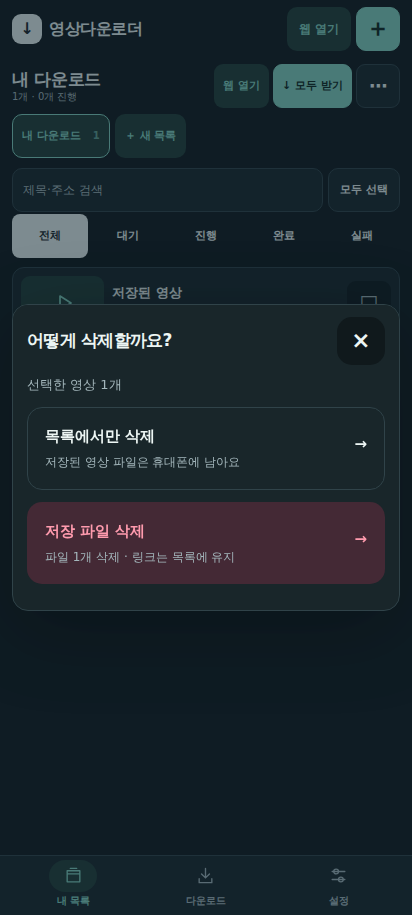 영상다운로더
웹 열기
+
내 다운로드
1개 · 0개 진행
웹 열기
↓ 모두 받기
⋯
내 다운로드 1
+ 새 목록
제목·주소 검색
모두 선택
전체
대기
진행
완료
실패
저장된 영상
어떻게 삭제할까요?
×
선택한 영상 1개
목록에서만 삭제
→
저장된 영상 파일은 휴대폰에 남아요
저장 파일 삭제
→
파일 1개 삭제 · 링크는 목록에 유지
내 목록
다운로드
설정